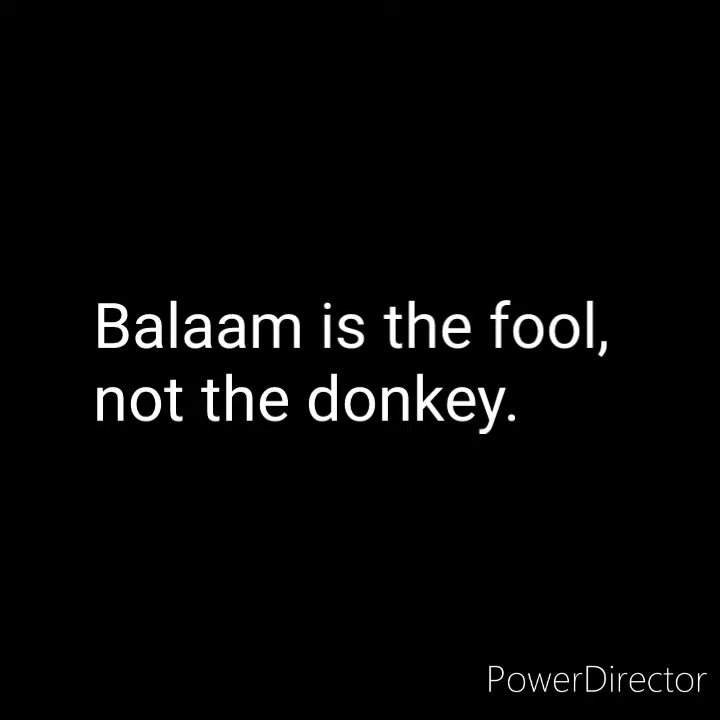 Balaam is the fool,
not the donkey.
PowerDirector